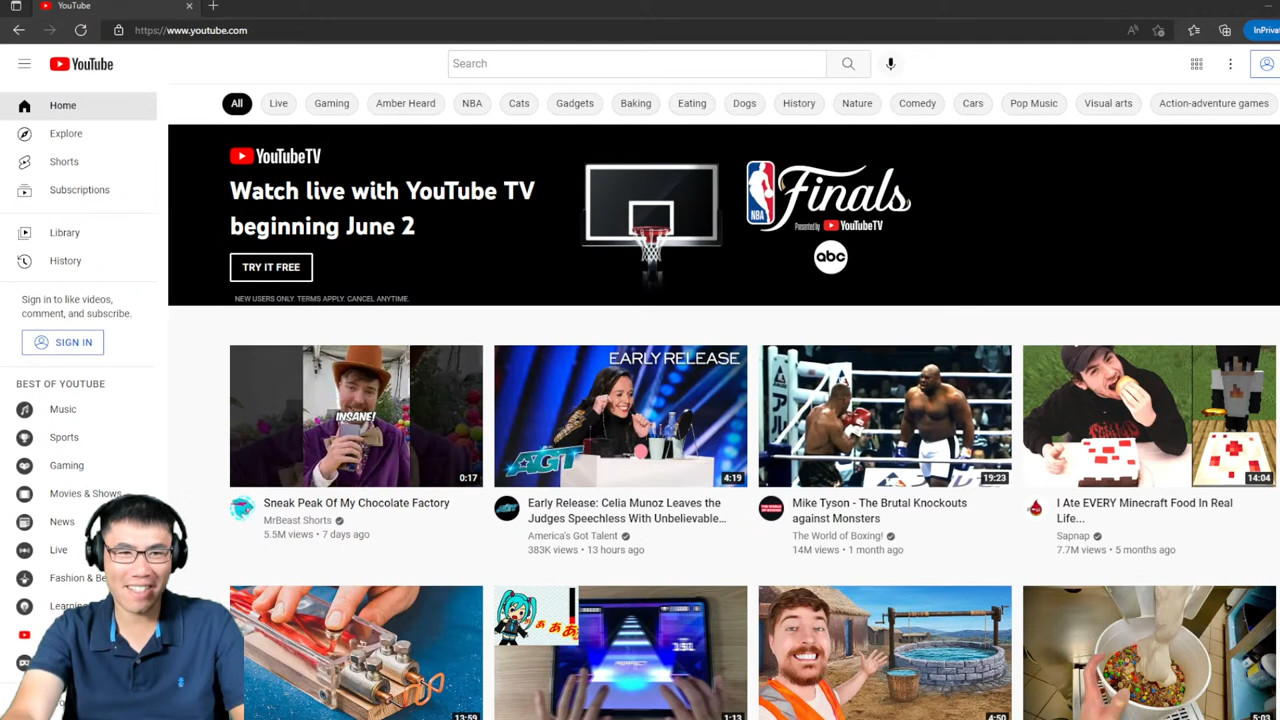 YouTube
https://www.youtube.com
InPrivat
YouTube
Search
Home
Explore
Shorts
Subscriptions
Library
History
Sign in to like videos,
comment, and subscribe.
SIGN IN
BEST OF YOUTUBE
Music
Sports
Gaming
Movies & Shows
News
Live
Fashion & Be
Learning
All
Live
Gaming
Amber Heard
NBA
Cats
Gadgets
Baking
Eating
Dogs
History
Nature
Comedy
Cars
Pop Music
Visual arts
Action-adventure games
YouTubeTV
Watch live with YouTube TV
beginning June 2
TRY IT FREE
NEW USERS ONLY. TERMS APPLY. CANCEL ANYTIME.
NBA
Finals
Presented by YouTubeTV
abc
INSANE!
0:17
Sneak Peak Of My Chocolate Factory
MrBeast Shorts
5.5M views • 7 days ago
EARLY RELEASE
AGT
4:19
Early Release: Celia Munoz Leaves the
Judges Speechless With Unbelievable...
America's Got Talent
383K views • 13 hours ago
19:23
Mike Tyson - The Brutal Knockouts
against Monsters
The World of Boxing!
14M views • 1 month ago
14:04
I Ate EVERY Minecraft Food In Real
Life...
Sapnap
7.7M views • 5 months ago
13:59
あああ
PERFECT
1:13
4:50
5:03